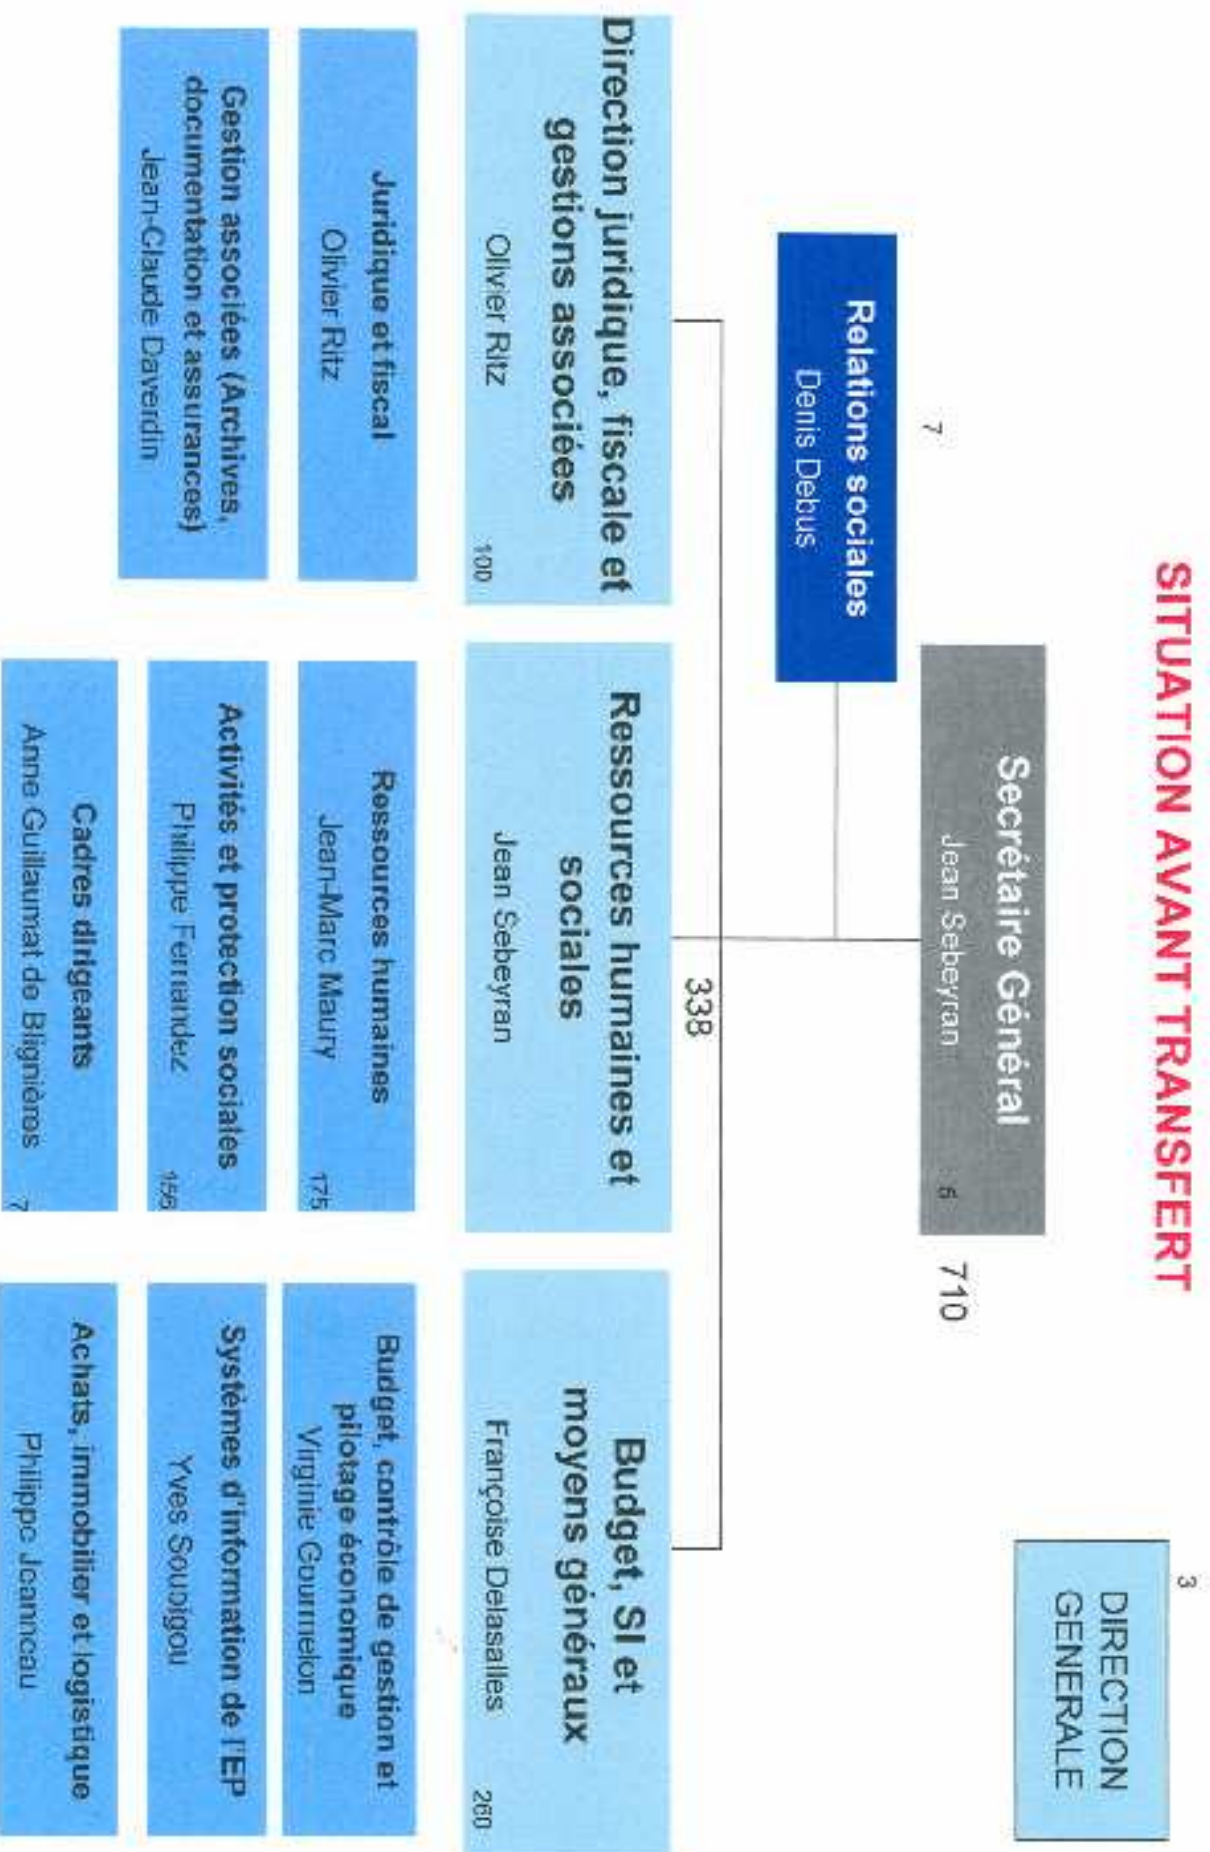 SITUATION AVANT TRANSFERT
3
DIRECTION
GENERALE
Secrétaire Général
Jean Sebeyran
710
7
Relations sociales
Denis Debus
338
Direction juridique, fiscale et
gestions associées
Olivier Ritz
100
Ressources humaines et
sociales
Jean Sebeyran
Budget, SI et
moyens généraux
Françoise Delasalles
260
Juridique et fiscal
Olivier Ritz
Ressources humaines
Jean-Marc Maury
175
Budget, contrôle de gestion et
pilotage économique
Virginie Gourmelon
Gestion associées (Archives,
documentation et assurances)
Jean-Claude Daverdin
Activités et protection sociales
Philippe Fernandez
156
Systèmes d'information de l'EP
Yves Soubigou
Cadres dirigeants
Anne Guillaumat de Blignières
7
Achats, immobilier et logistique
Philippe Jeanneau